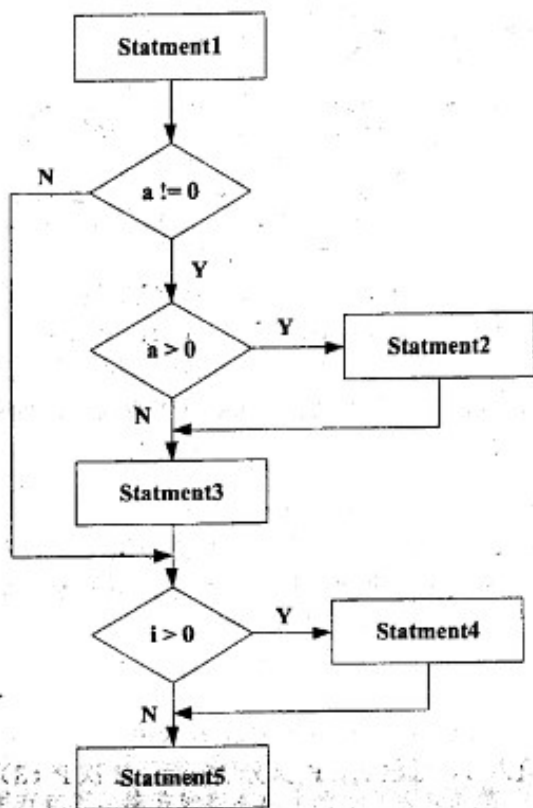 Statment1
N
a != 0
Y
a > 0
Y
Statment2
N
Statment3
i > 0
Y
Statment4
N
Statment5